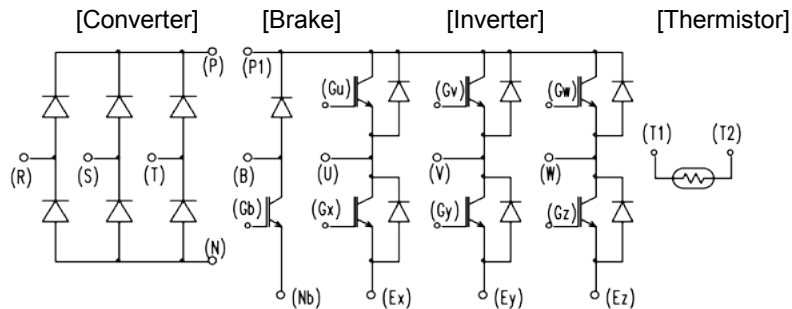 [Converter] [Brake] [Inverter] [Thermistor]
(P) (P1)
(Gu) (Gv) (Gw)
(T1) (T2)
(R) (S) (T) (B) (U) (V) (W)
(Gb) (Gx) (Gy) (Gz)
(N)
(Nb) (Ex) (Ey) (Ez)